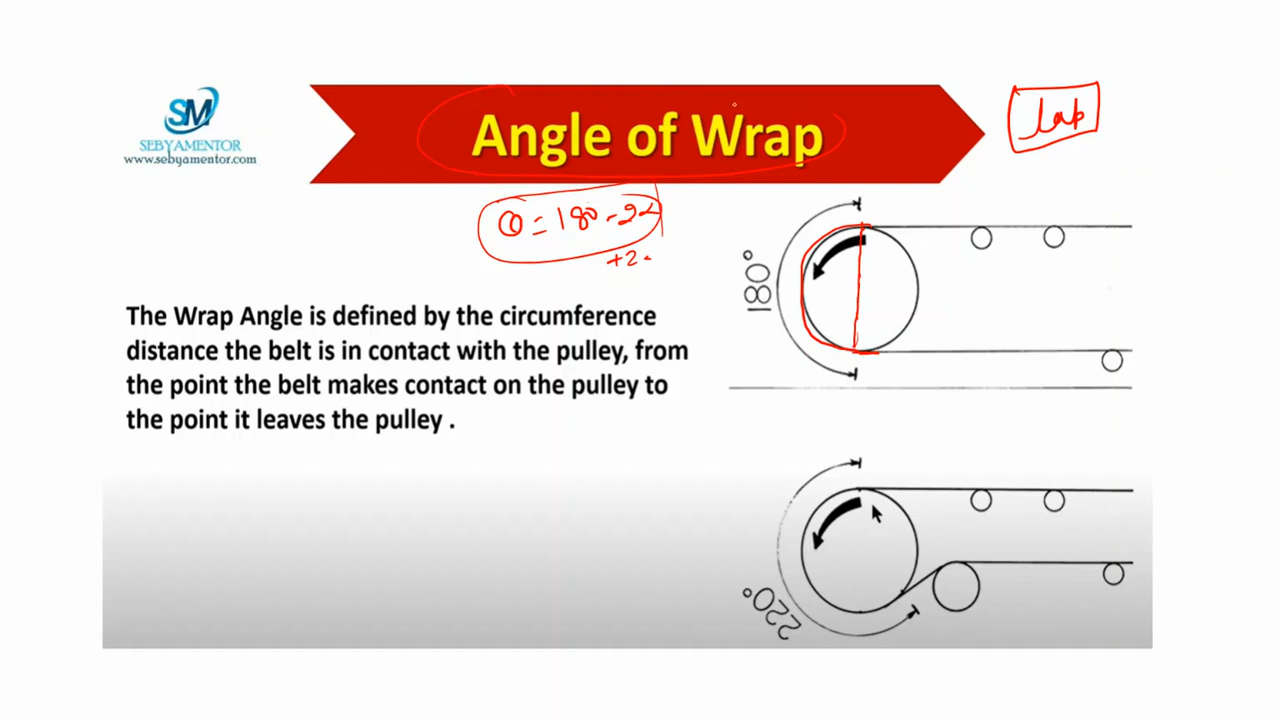 SM
SEBYAMENTOR
www.sebyamentor.com
Angle of Wrap
lap
θ = 180 - 2α
+2
180°
The Wrap Angle is defined by the circumference
distance the belt is in contact with the pulley, from
the point the belt makes contact on the pulley to
the point it leaves the pulley .
220°